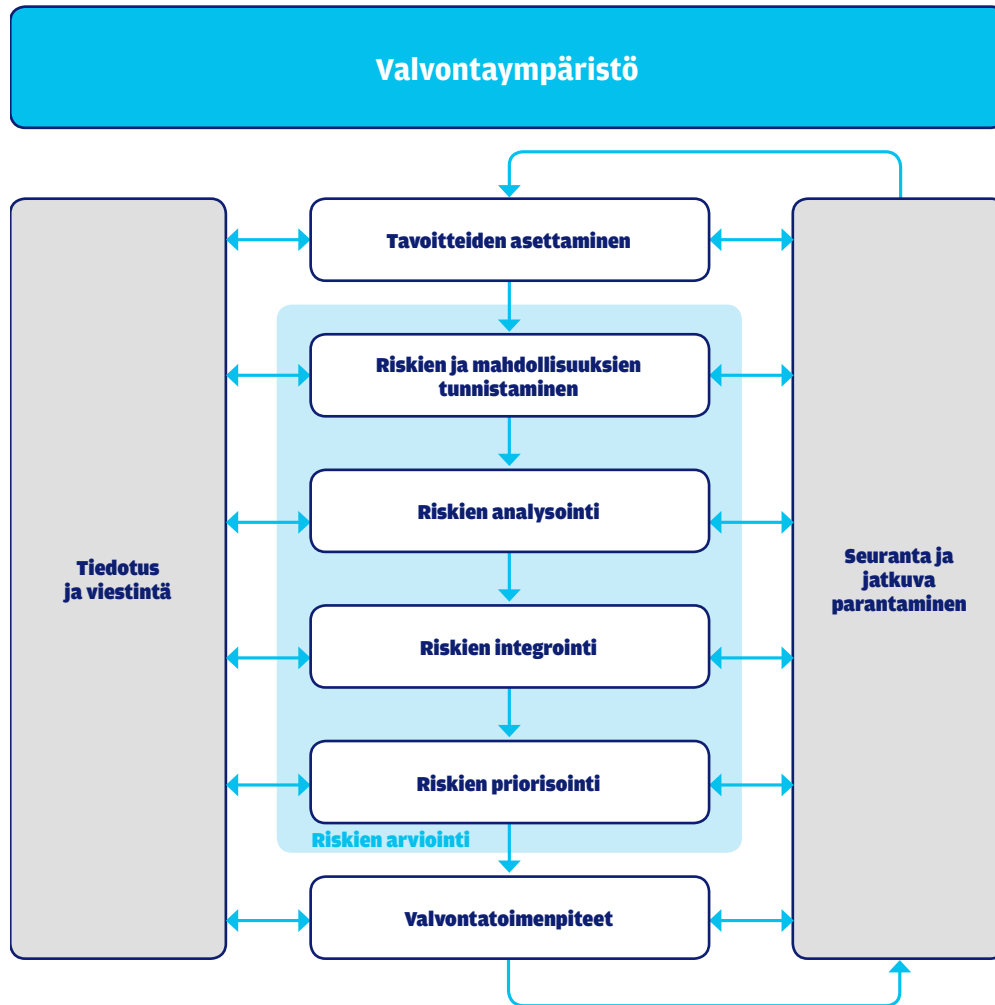 Valvontaympäristö
Tavoitteiden asettaminen
Riskien ja mahdollisuuksien
tunnistaminen
Riskien analysointi
Tiedotus
ja viestintä
Seuranta ja
jatkuva
parantaminen
Riskien integrointi
Riskien priorisointi
Riskien arviointi
Valvontatoimenpiteet